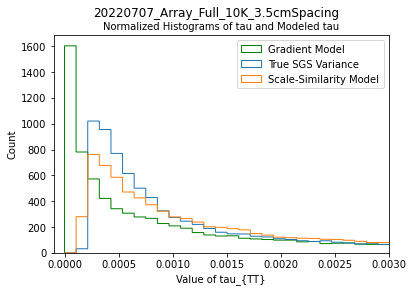 20220707_Array_Full_10K_3.5cmSpacing
Normalized Histograms of tau and Modeled tau
Gradient Model
True SGS Variance
Scale-Similarity Model
Count
1600
1400
1200
1000
800
600
400
200
0
0.0000 0.0005 0.0010 0.0015 0.0020 0.0025 0.0030
Value of tau_{TT}